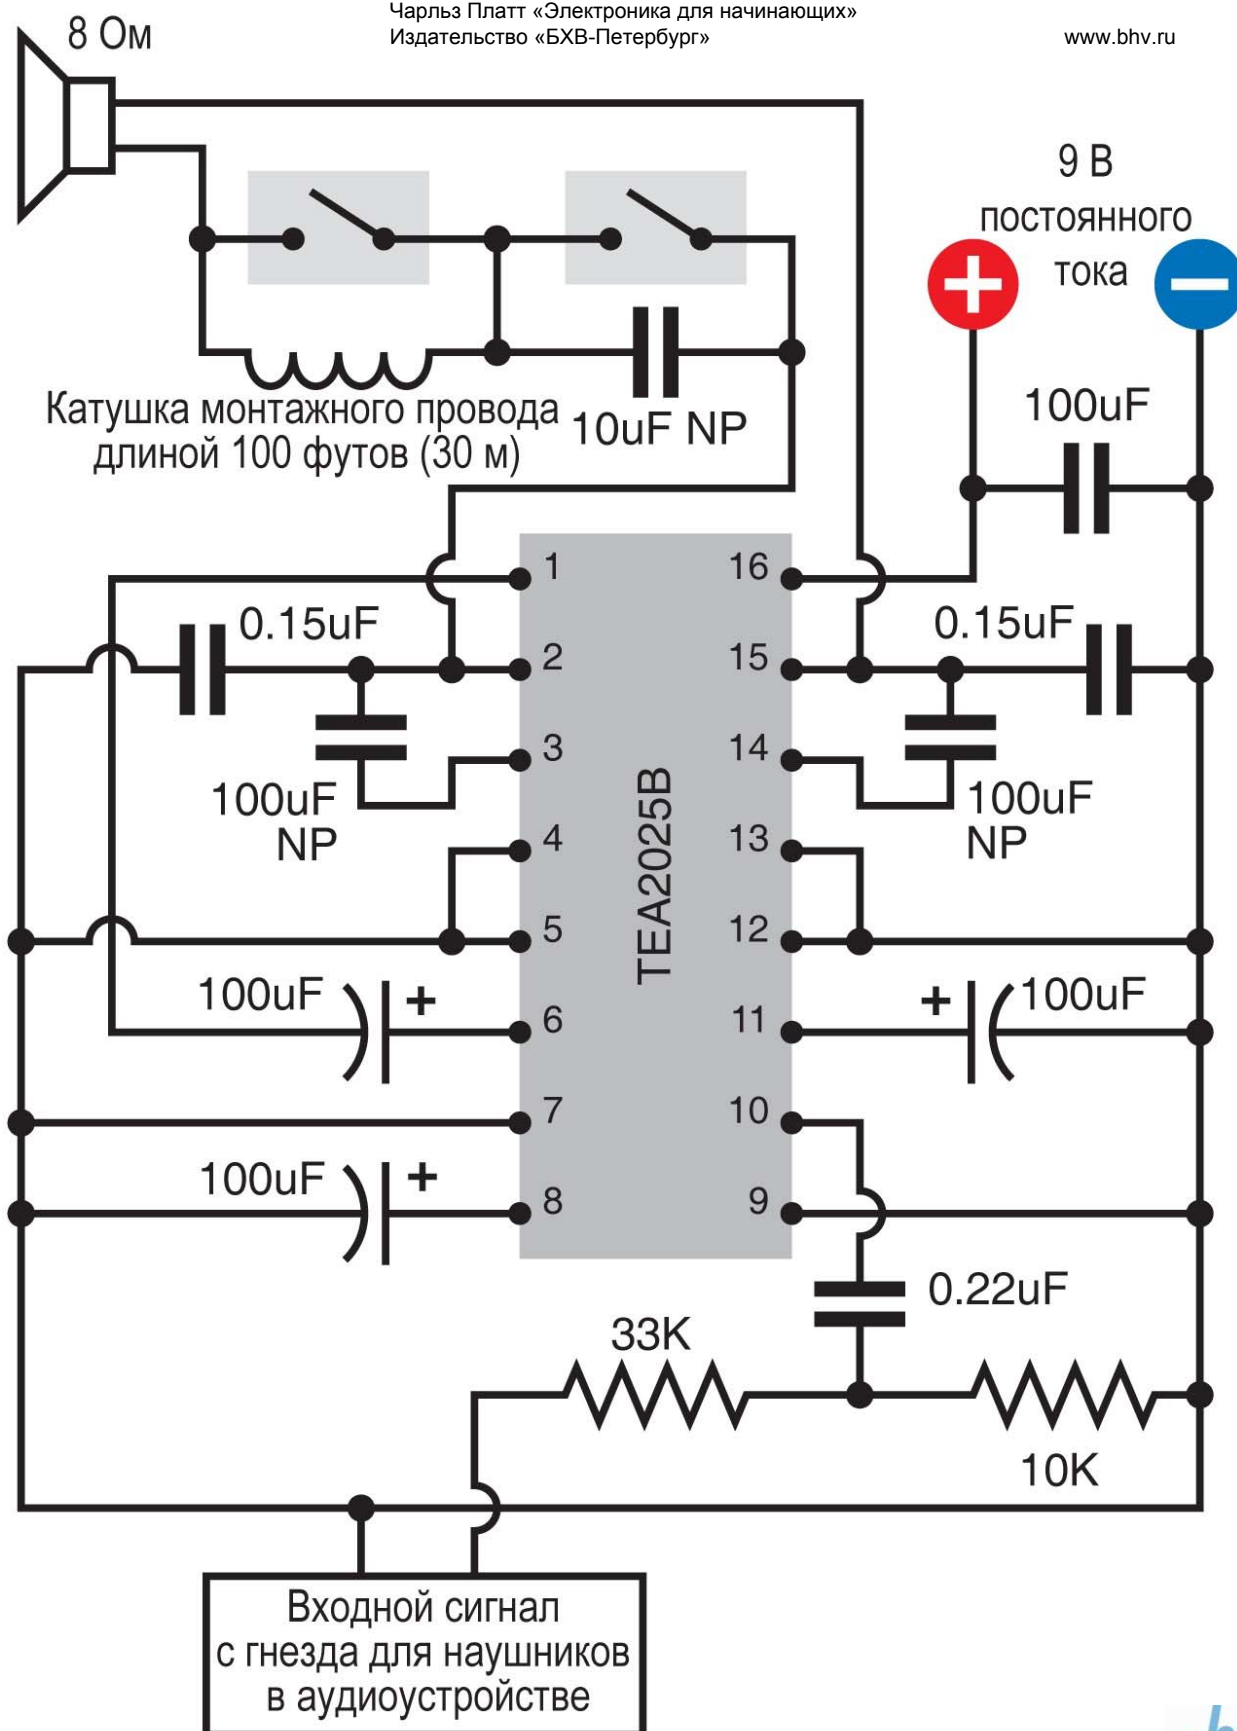 Чарльз Платт «Электроника для начинающих»
Издательство «БХВ-Петербург»
www.bhv.ru
8 Ом
9 В
постоянного
тока
+
−
Катушка монтажного провода
длиной 100 футов (30 м)
10uF NP
100uF
1
16
0.15uF
0.15uF
2
15
3
14
100uF
NP
100uF
NP
TEA2025B
4
13
5
12
100uF
+
+
100uF
6
11
7
10
100uF
+
8
9
0.22uF
33K
10K
Входной сигнал
с гнезда для наушников
в аудиоустройстве